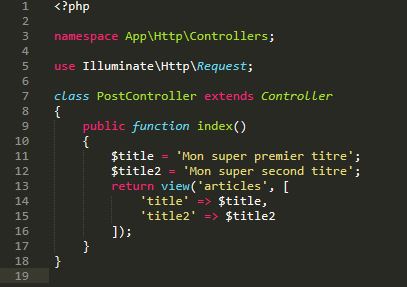 1 <?php
2
3 namespace App\Http\Controllers;
4
5 use Illuminate\Http\Request;
6
7 class PostController extends Controller
8 {
9     public function index()
10     {
11         $title = 'Mon super premier titre';
12         $title2 = 'Mon super second titre';
13         return view('articles', [
14             'title' => $title,
15             'title2' => $title2
16         ]);
17     }
18 }
19